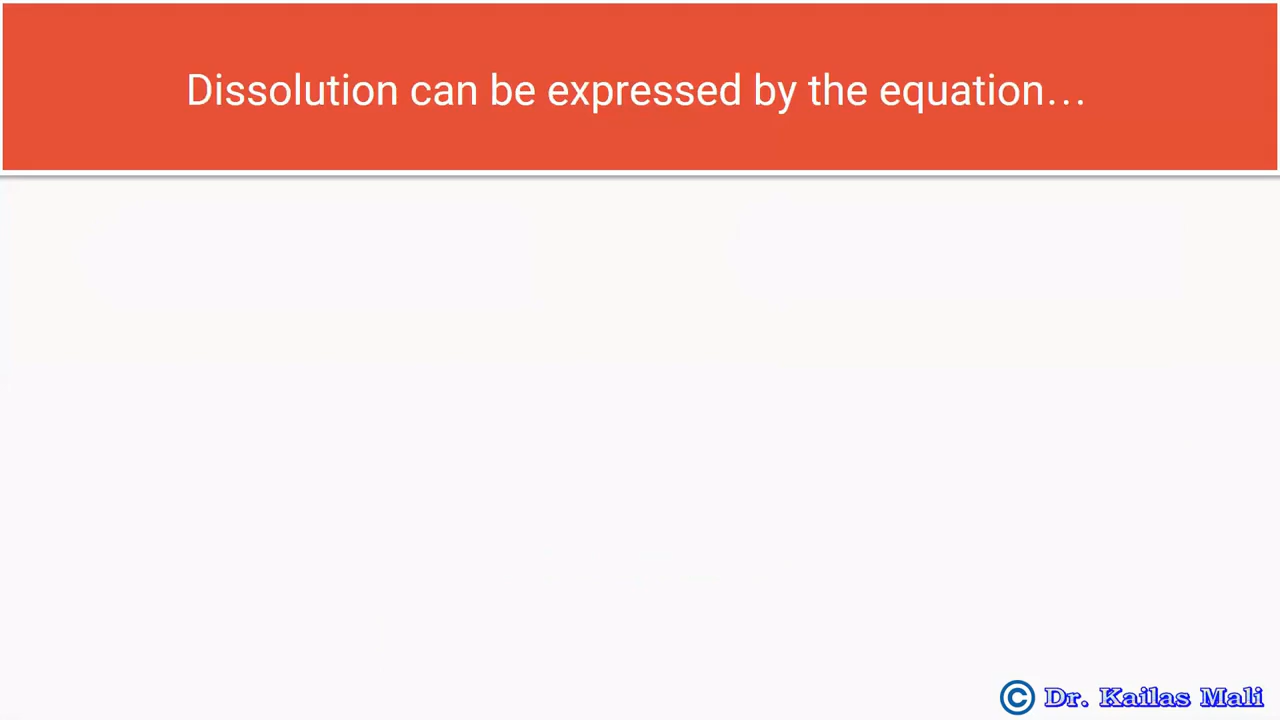 Dissolution can be expressed by the equation…
© Dr. Kailas Mali